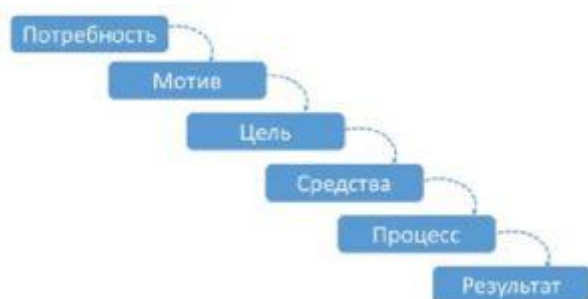 Потребность
Мотив
Цель
Средства
Процесс
Результат